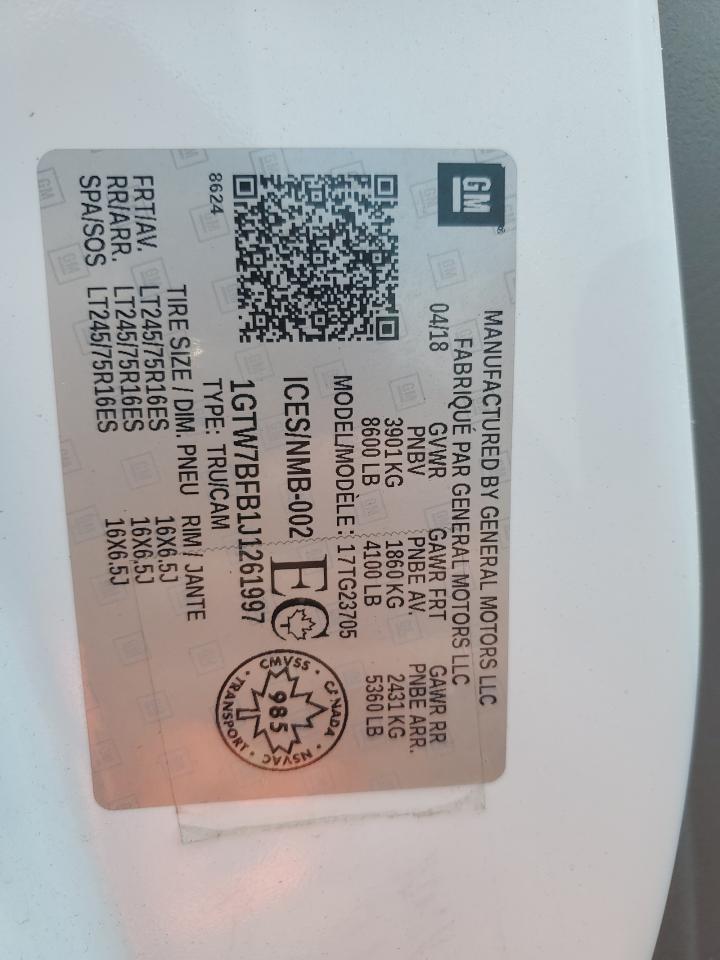 GM
MANUFACTURED BY GENERAL MOTORS LLC
FABRIQUÉ PAR GENERAL MOTORS LLC
04/18 GVWR GAWR FRT GAWR RR
PNBV PNBE AV. PNBE ARR.
3901 KG 1860 KG 2431 KG
8600 LB 4100 LB 5360 LB
MODEL/MODÈLE: 17TG23705
ICES/NMB-002 EC
1GTW7BFB1J1261997
TYPE: TRU/CAM
8624
CANADA · NSVAC · TRANSPORT · CMVSS ·
985
TIRE SIZE / DIM. PNEU RIM / JANTE
FRT/AV. LT245/75R16ES 16X6.5J
RR/ARR. LT245/75R16ES 16X6.5J
SPA/SOS LT245/75R16ES 16X6.5J